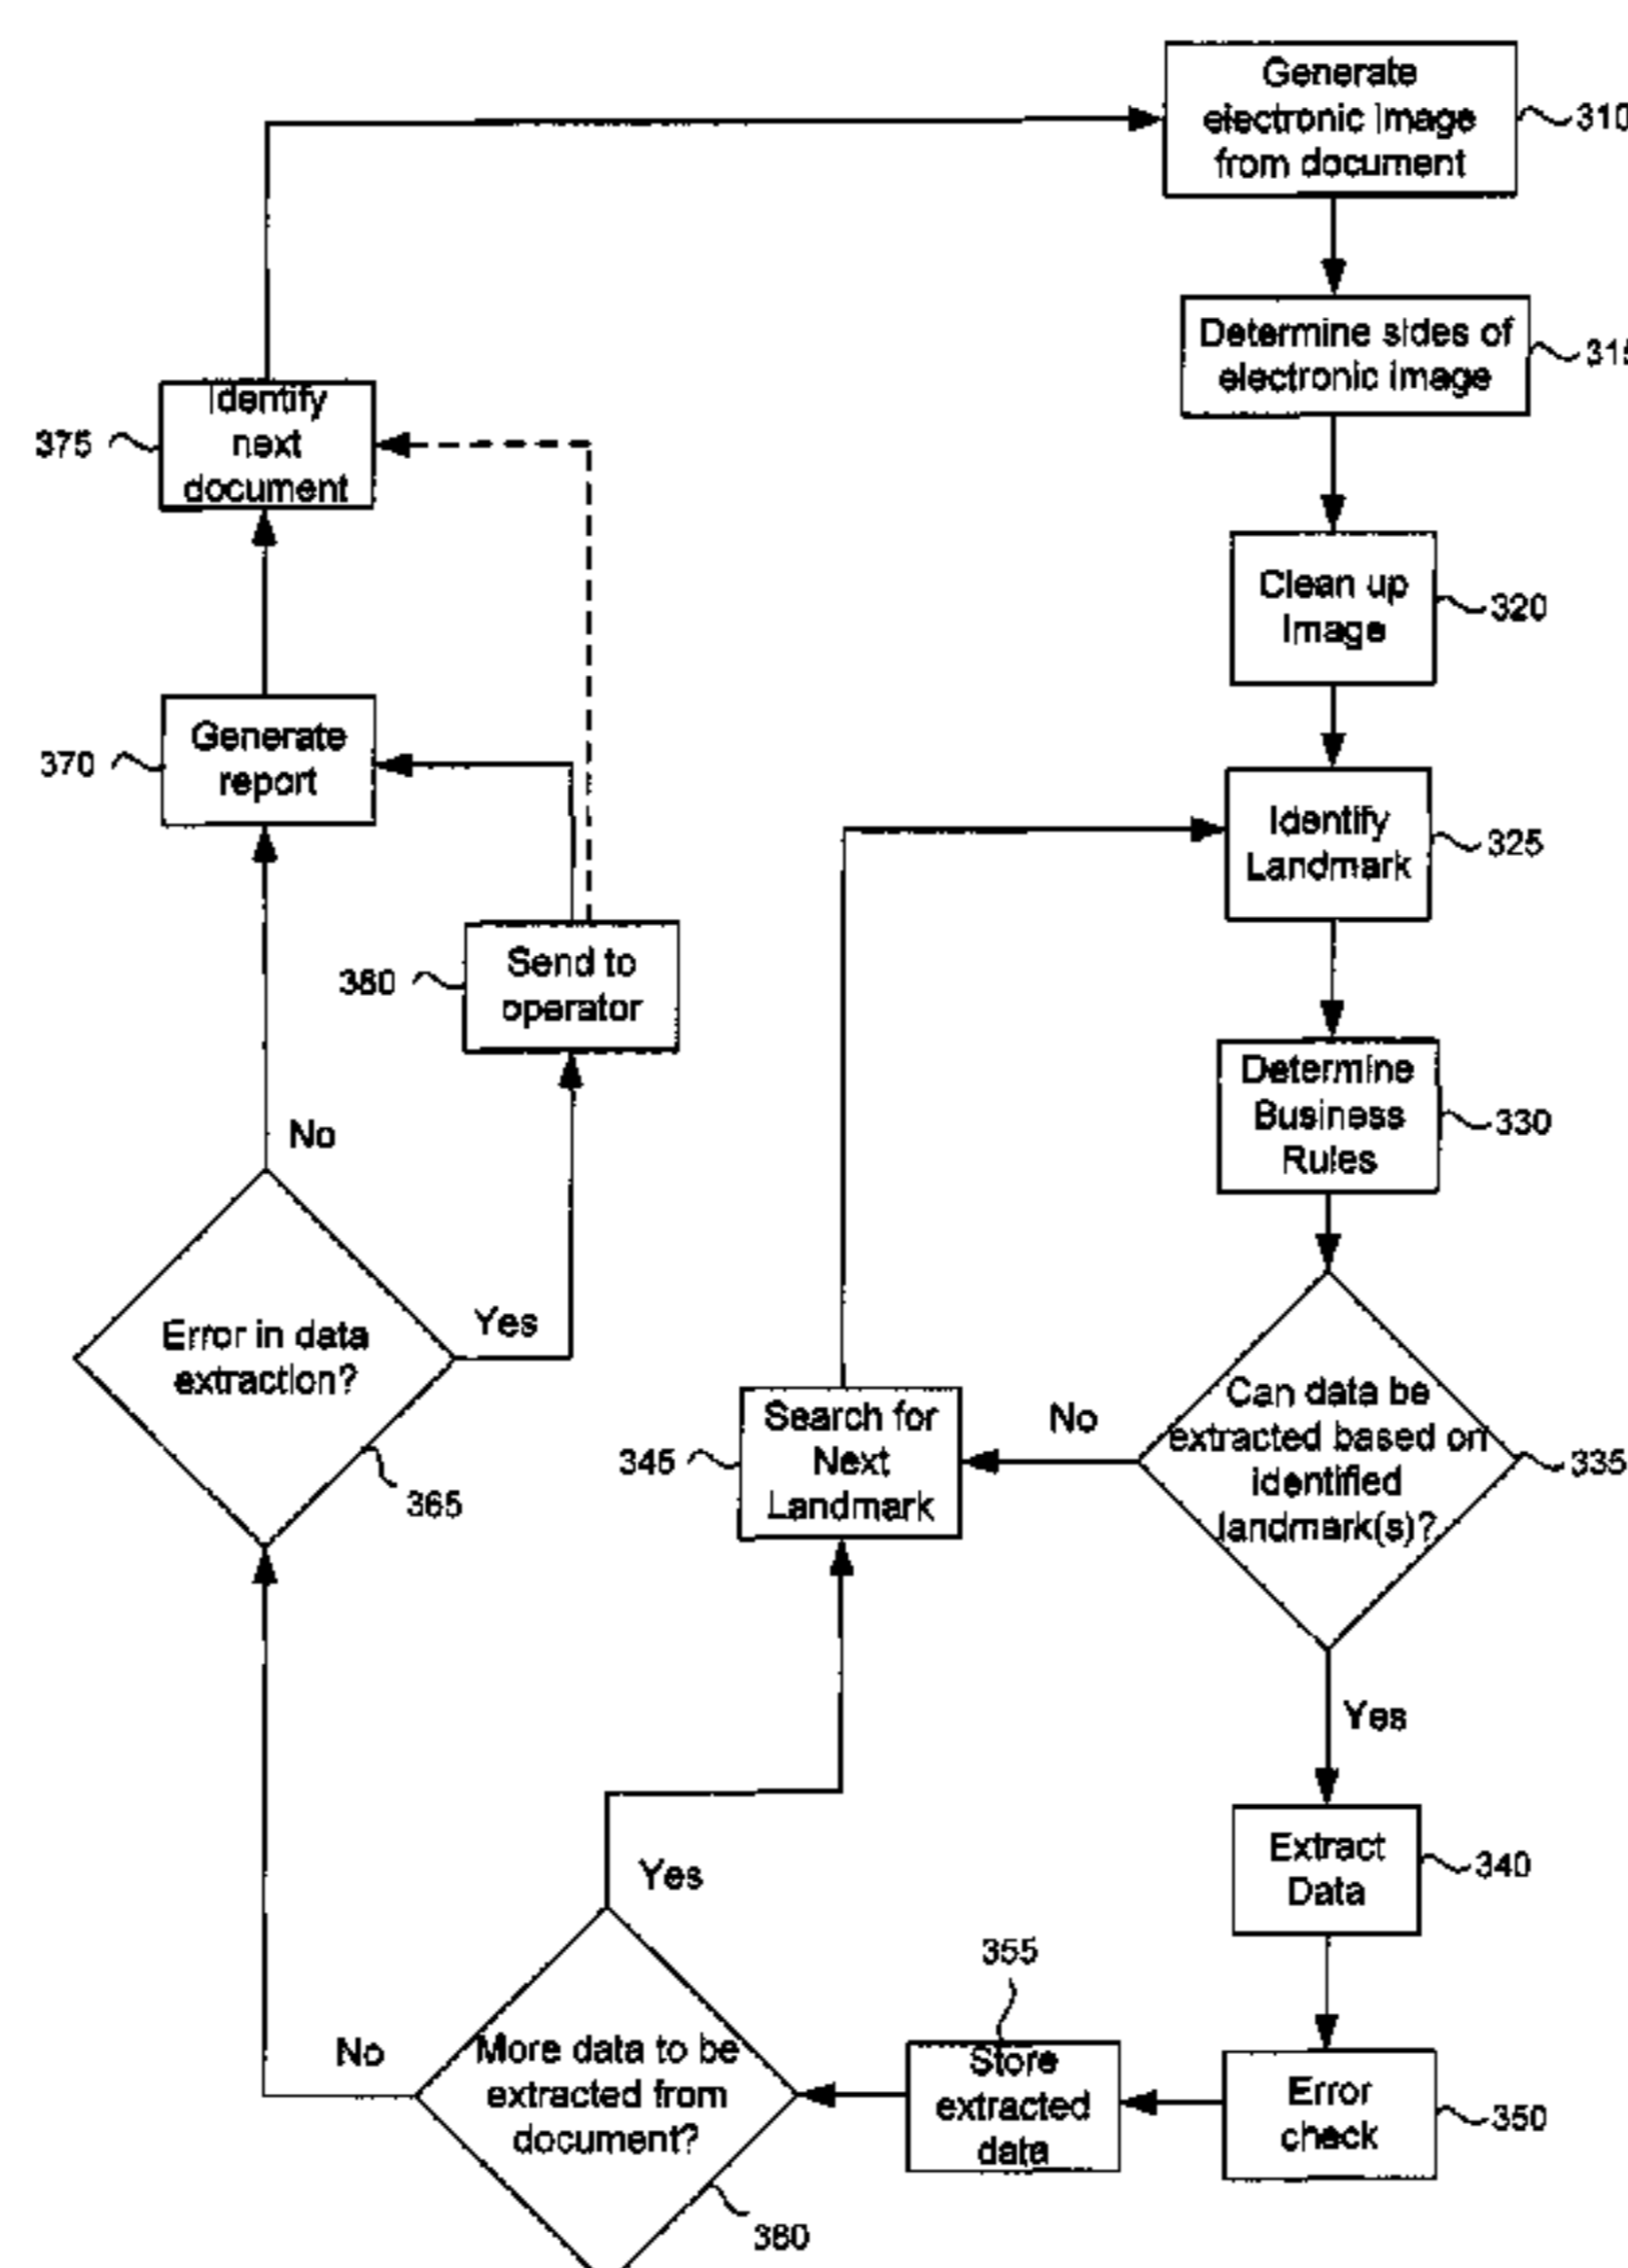 Generate
electronic image
from document
310
Determine sides of
electronic image
Clean up
Image
320
Identify
Landmark
325
Determine
Business
Rules
330
Can data be
extracted based on
identified
landmark(s)?
335
No
Yes
Search for
Next
Landmark
345
Extract
Data
340
Error
check
350
355
Store
extracted
data
More data to be
extracted from
document?
360
Yes
No
Error in data
extraction?
365
No
Yes
Send to
operator
Generate
report
370
Identify
next
document
375